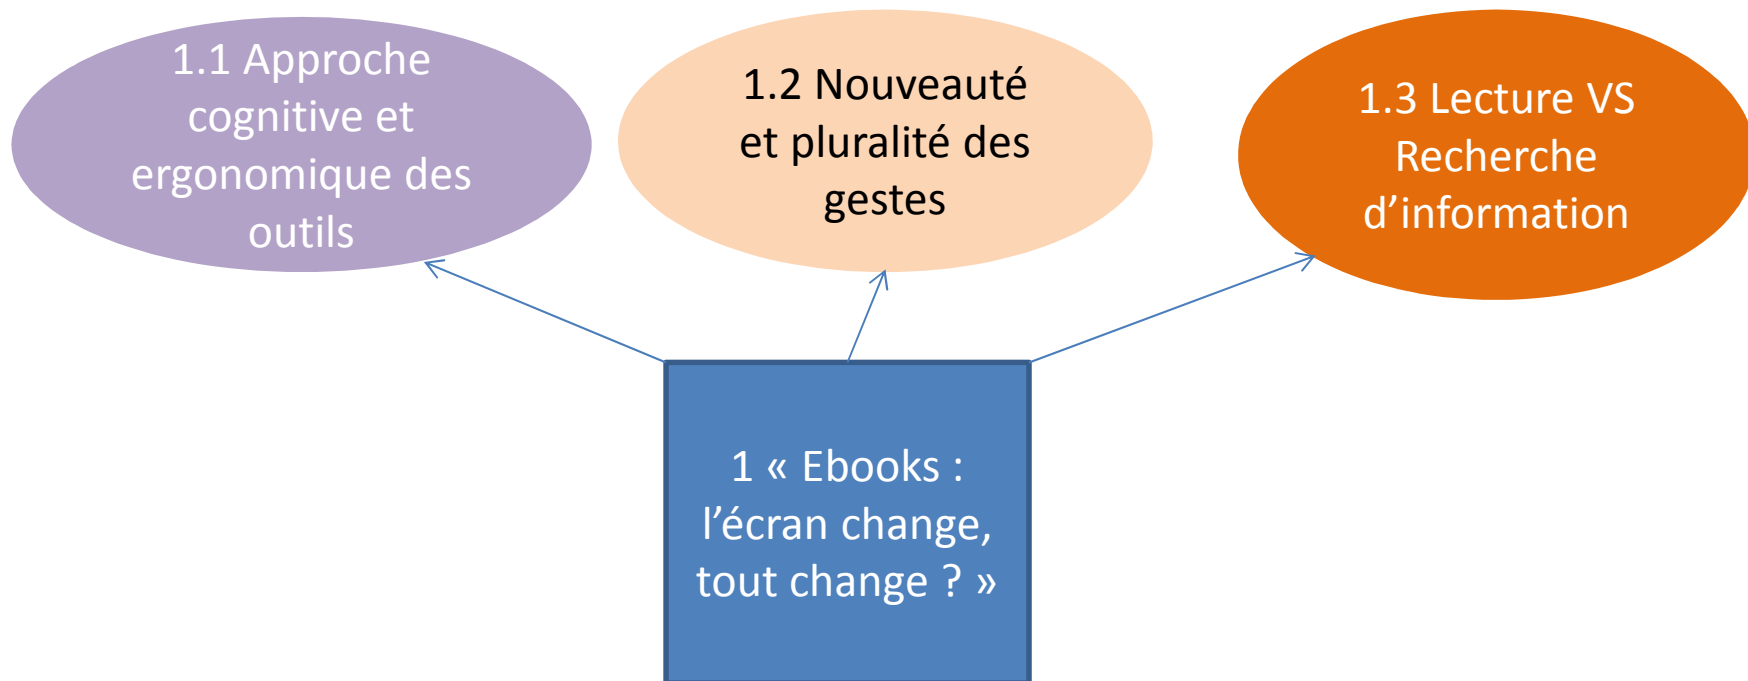 1.1 Approche
cognitive et
ergonomique des
outils
1.2 Nouveauté
et pluralité des
gestes
1.3 Lecture VS
Recherche
d’information
1 « Ebooks :
l’écran change,
tout change ? »